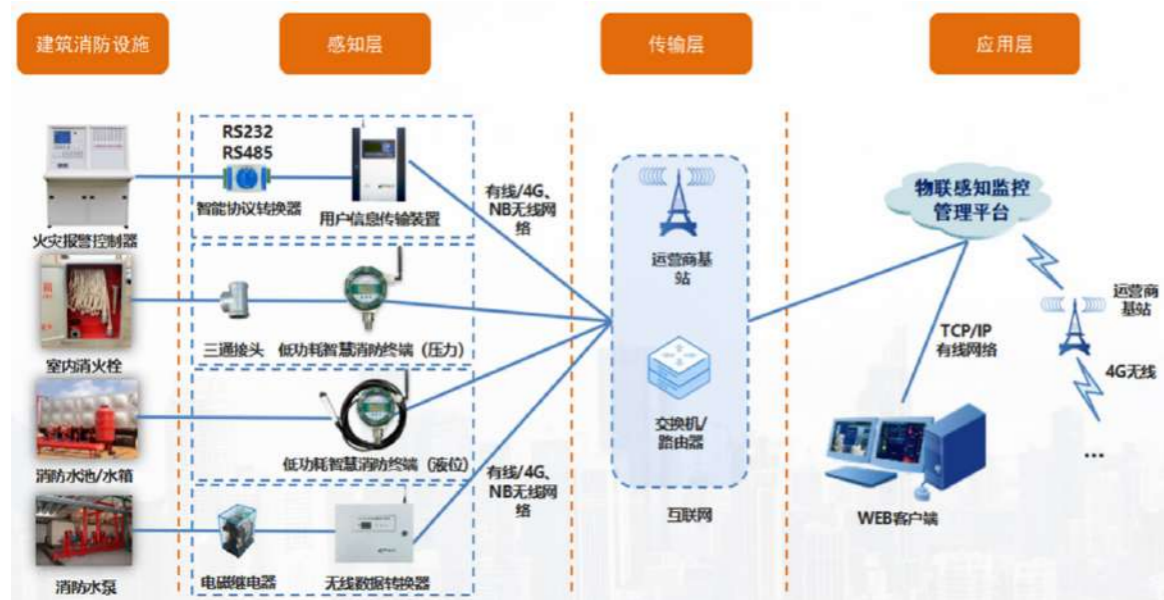 建筑消防设施
感知层
传输层
应用层
RS232
RS485
智能协议转换器
用户信息传输装置
火灾报警控制器
有线/4G、
NB无线网
络
三通接头
低功耗智慧消防终端（压力）
室内消火栓
低功耗智慧消防终端（液位）
消防水池/水箱
有线/4G、
NB无线网
络
电磁继电器
无线数据转换器
消防水泵
运营商基
站
交换机/
路由器
互联网
物联感知监控
管理平台
运营商
基站
TCP/IP
有线网络
4G无线
...
WEB客户端